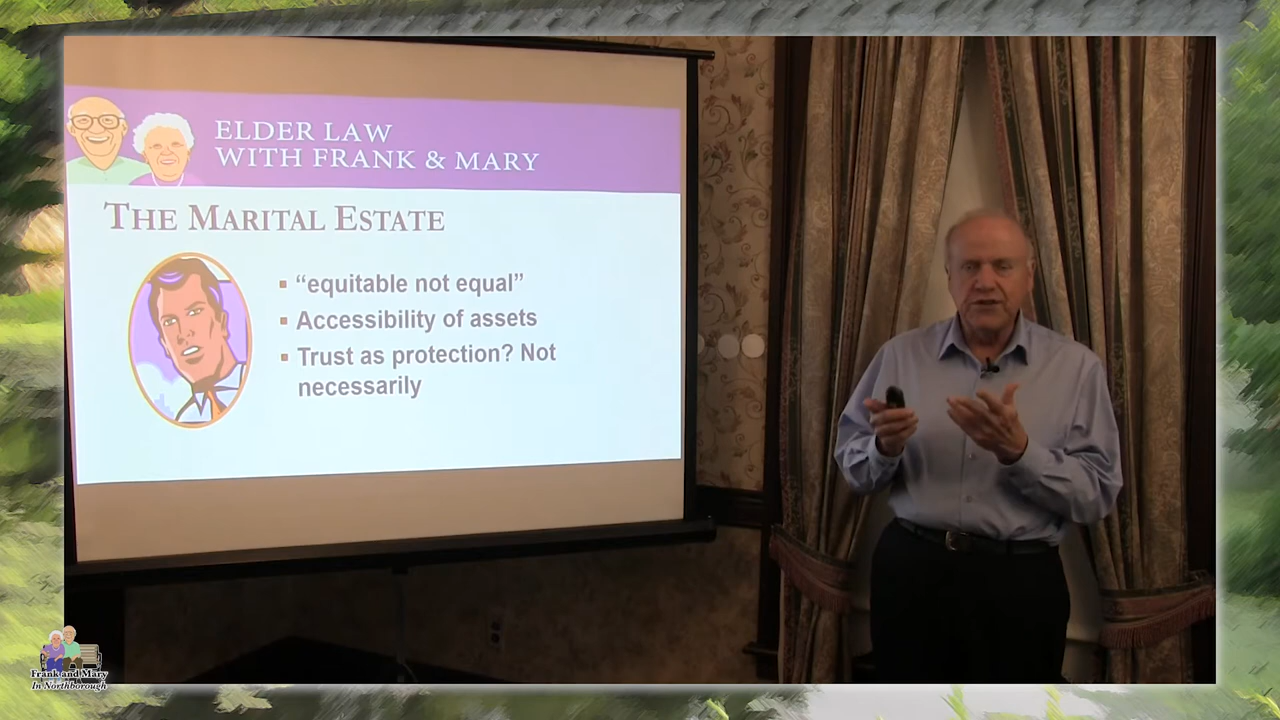 ELDER LAW
WITH FRANK & MARY
THE MARITAL ESTATE
▪ “equitable not equal”
▪ Accessibility of assets
▪ Trust as protection? Not
necessarily
Frank and Mary
In Northborough